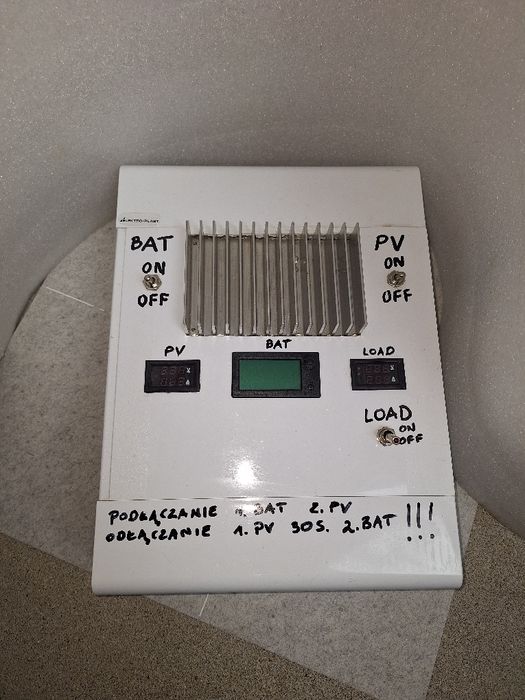 BAT
ON
OFF
PV
ON
OFF
PV
BAT
LOAD
LOAD
ON
OFF
PODŁĄCZANIE 1. BAT 2. PV
ODŁĄCZANIE 1. PV 30S. 2. BAT !!!